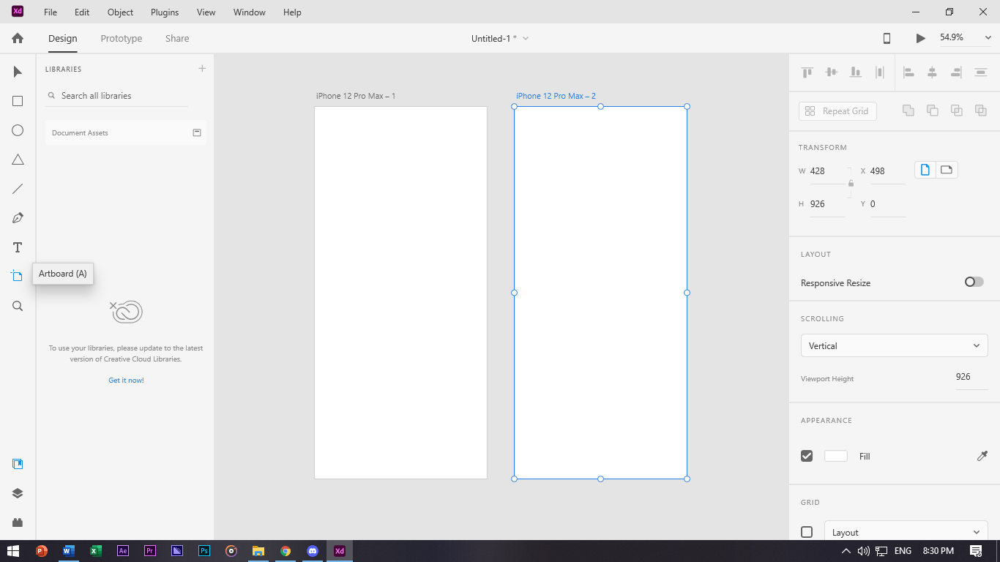 Xd File Edit Object Plugins View Window Help
Design Prototype Share Untitled-1 * 54.9%
LIBRARIES
Search all libraries
Document Assets
To use your libraries, please update to the latest
version of Creative Cloud Libraries.
Get it now!
Artboard (A)
iPhone 12 Pro Max – 1
iPhone 12 Pro Max – 2
Repeat Grid
TRANSFORM
W 428 X 498
H 926 Y 0
LAYOUT
Responsive Resize
SCROLLING
Vertical
Viewport Height 926
APPEARANCE
Fill
GRID
Layout
P W X Ae Pr Ps Xd ENG 8:30 PM